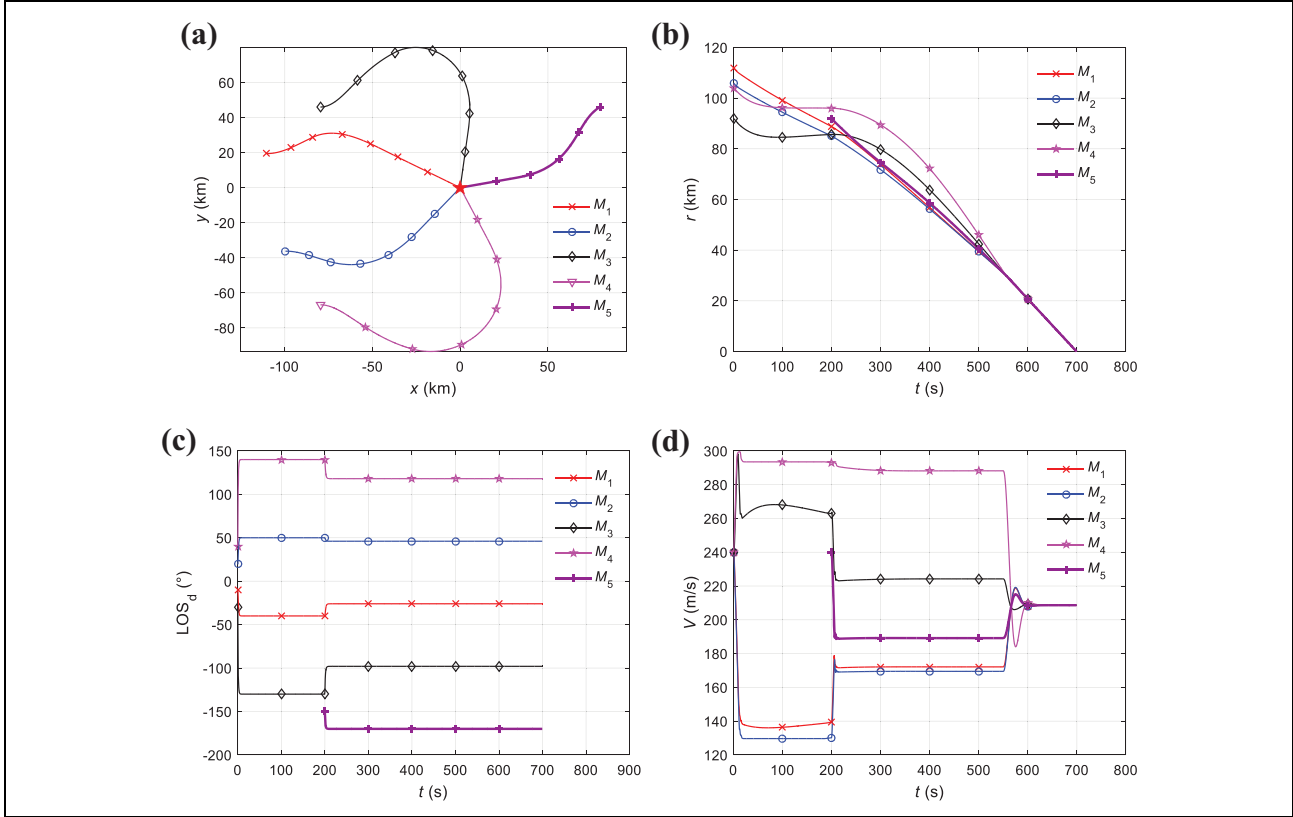 (a)
60
40
20
0
-20
-40
-60
-80
y (km)
-100
-50
0
50
x (km)
M1
M2
M3
M4
M5
(b)
120
100
80
60
40
20
0
r (km)
0
100
200
300
400
500
600
700
800
t (s)
M1
M2
M3
M4
M5
(c)
150
100
50
0
-50
-100
-150
-200
LOSd (°)
0
100
200
300
400
500
600
700
800
900
t (s)
M1
M2
M3
M4
M5
(d)
300
280
260
240
220
200
180
160
140
120
V (m/s)
0
100
200
300
400
500
600
700
800
t (s)
M1
M2
M3
M4
M5